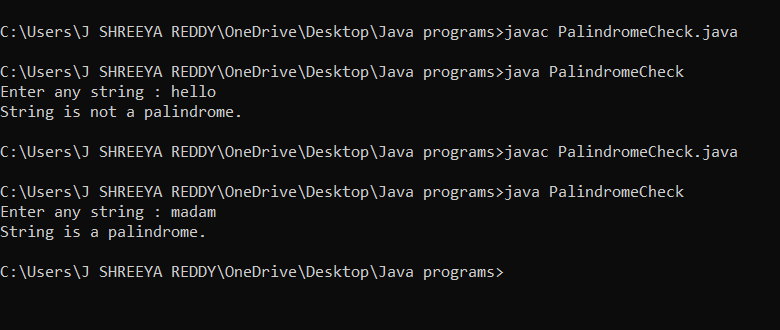 C:\Users\J SHREEYA REDDY\OneDrive\Desktop\Java programs>javac PalindromeCheck.java
C:\Users\J SHREEYA REDDY\OneDrive\Desktop\Java programs>java PalindromeCheck
Enter any string : hello
String is not a palindrome.
C:\Users\J SHREEYA REDDY\OneDrive\Desktop\Java programs>javac PalindromeCheck.java
C:\Users\J SHREEYA REDDY\OneDrive\Desktop\Java programs>java PalindromeCheck
Enter any string : madam
String is a palindrome.
C:\Users\J SHREEYA REDDY\OneDrive\Desktop\Java programs>